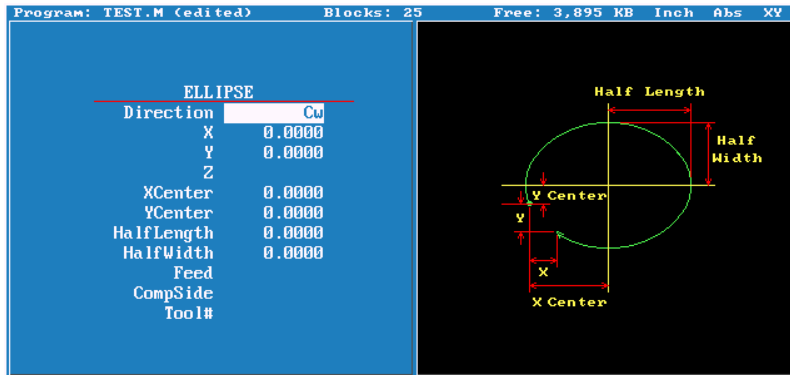 Program: TEST.M (edited) Blocks: 25 Free: 3,895 KB Inch Abs XY
ELLIPSE
Direction Cw
X 0.0000
Y 0.0000
Z
XCenter 0.0000
YCenter 0.0000
HalfLength 0.0000
HalfWidth 0.0000
Feed
CompSide
Tool#
Half Length
Half
Width
Y Center
Y
X
X Center